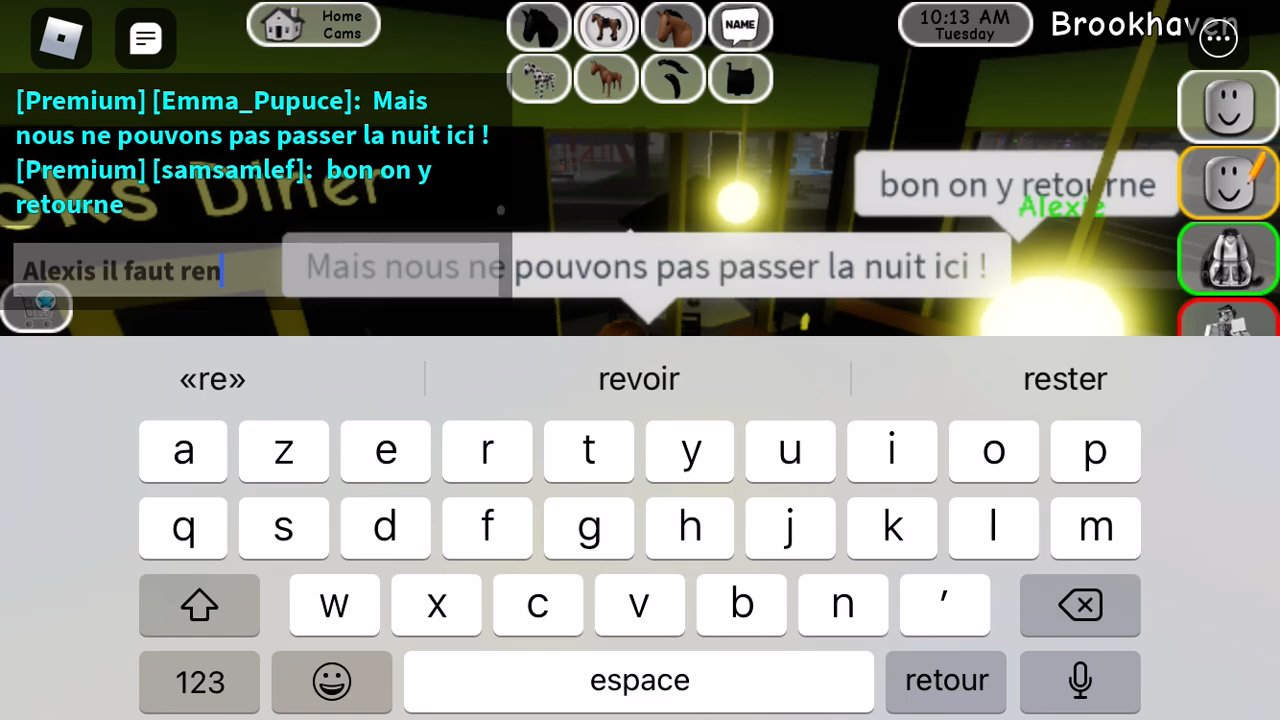 Home
Cams
NAME
10:13 AM
Tuesday
Brookhaven
[Premium] [Emma_Pupuce]: Mais
nous ne pouvons pas passer la nuit ici !
[Premium] [samsamlef]: bon on y
retourne
oks Diner
bon on y retourne
Alexis
Alexis il faut ren
Mais nous ne pouvons pas passer la nuit ici !
«re» revoir rester
a z e r t y u i o p
q s d f g h j k l m
w x c v b n ’
123 espace retour